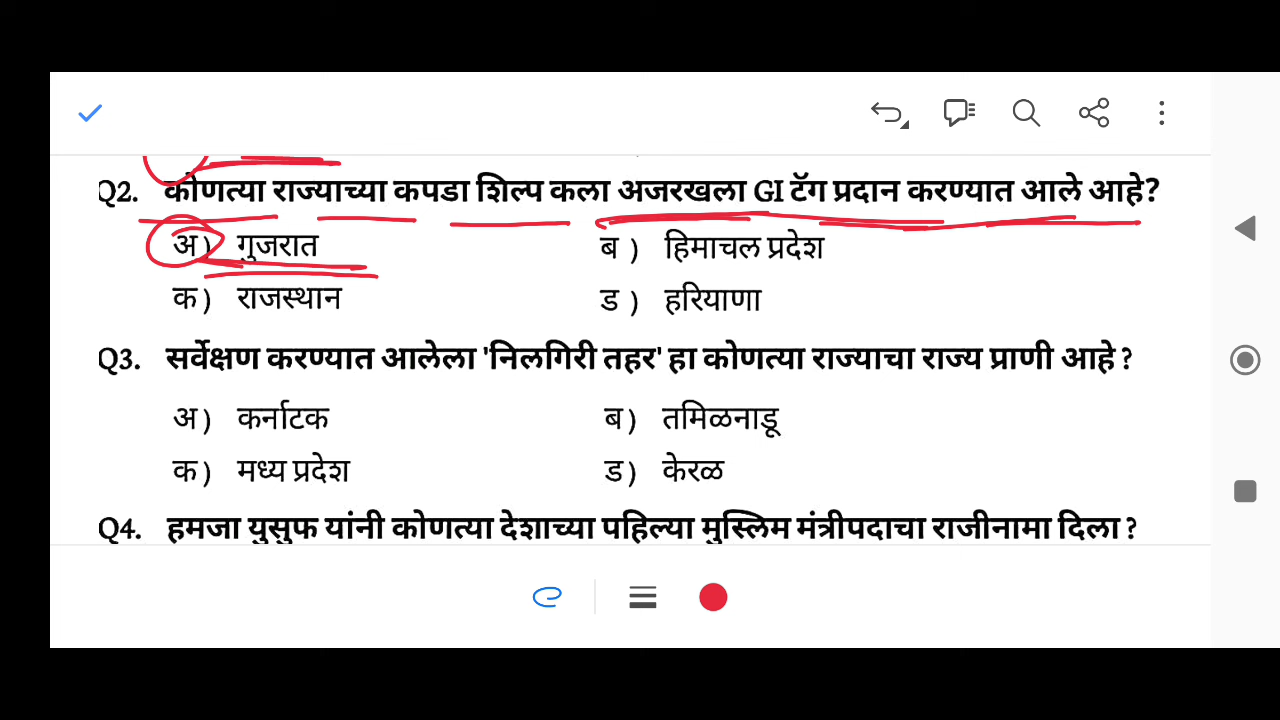 Q2. कोणत्या राज्याच्या कपडा शिल्प कला अजरखला GI टॅग प्रदान करण्यात आले आहे?
अ) गुजरात ब ) हिमाचल प्रदेश
क) राजस्थान ड ) हरियाणा
Q3. सर्वेक्षण करण्यात आलेला 'निलगिरी तहर' हा कोणत्या राज्याचा राज्य प्राणी आहे ?
अ) कर्नाटक ब) तमिळनाडू
क) मध्य प्रदेश ड) केरळ
Q4. हमजा युसुफ यांनी कोणत्या देशाच्या पहिल्या मुस्लिम मंत्रीपदाचा राजीनामा दिला ?